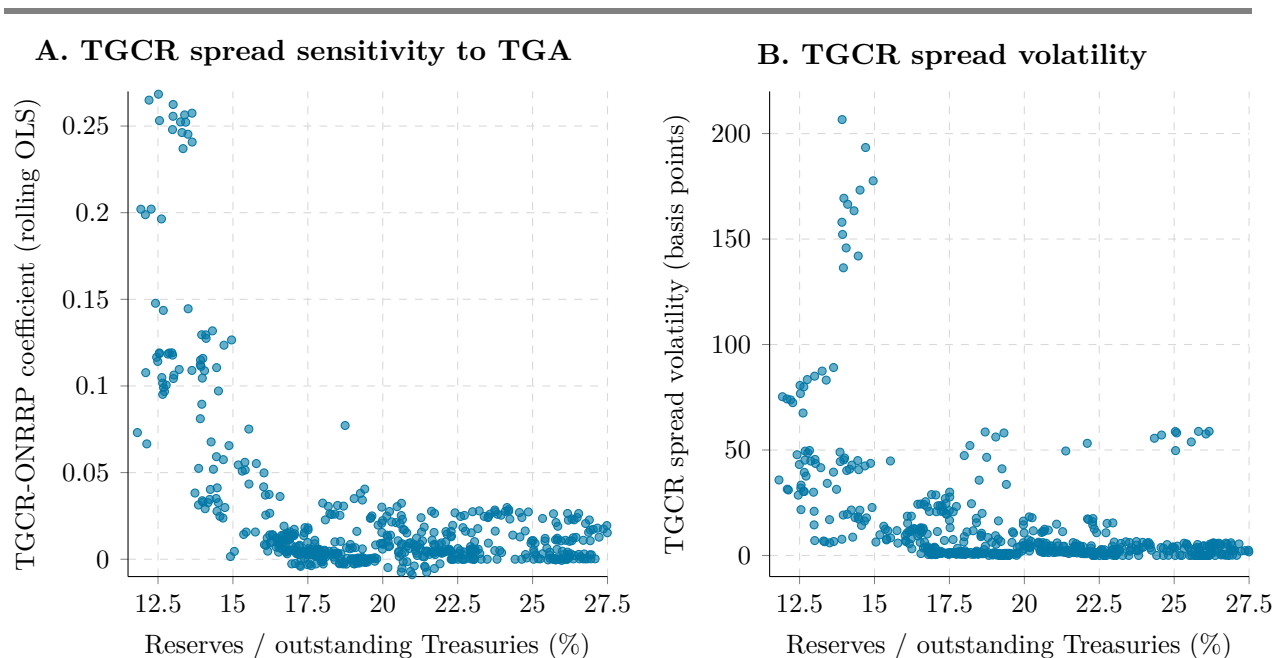 A. TGCR spread sensitivity to TGA
TGCR-ONRRP coefficient (rolling OLS)
0.25
0.2
0.15
0.1
0.05
0
12.5 15 17.5 20 22.5 25 27.5
Reserves / outstanding Treasuries (%)
B. TGCR spread volatility
TGCR spread volatility (basis points)
200
150
100
50
0
12.5 15 17.5 20 22.5 25 27.5
Reserves / outstanding Treasuries (%)